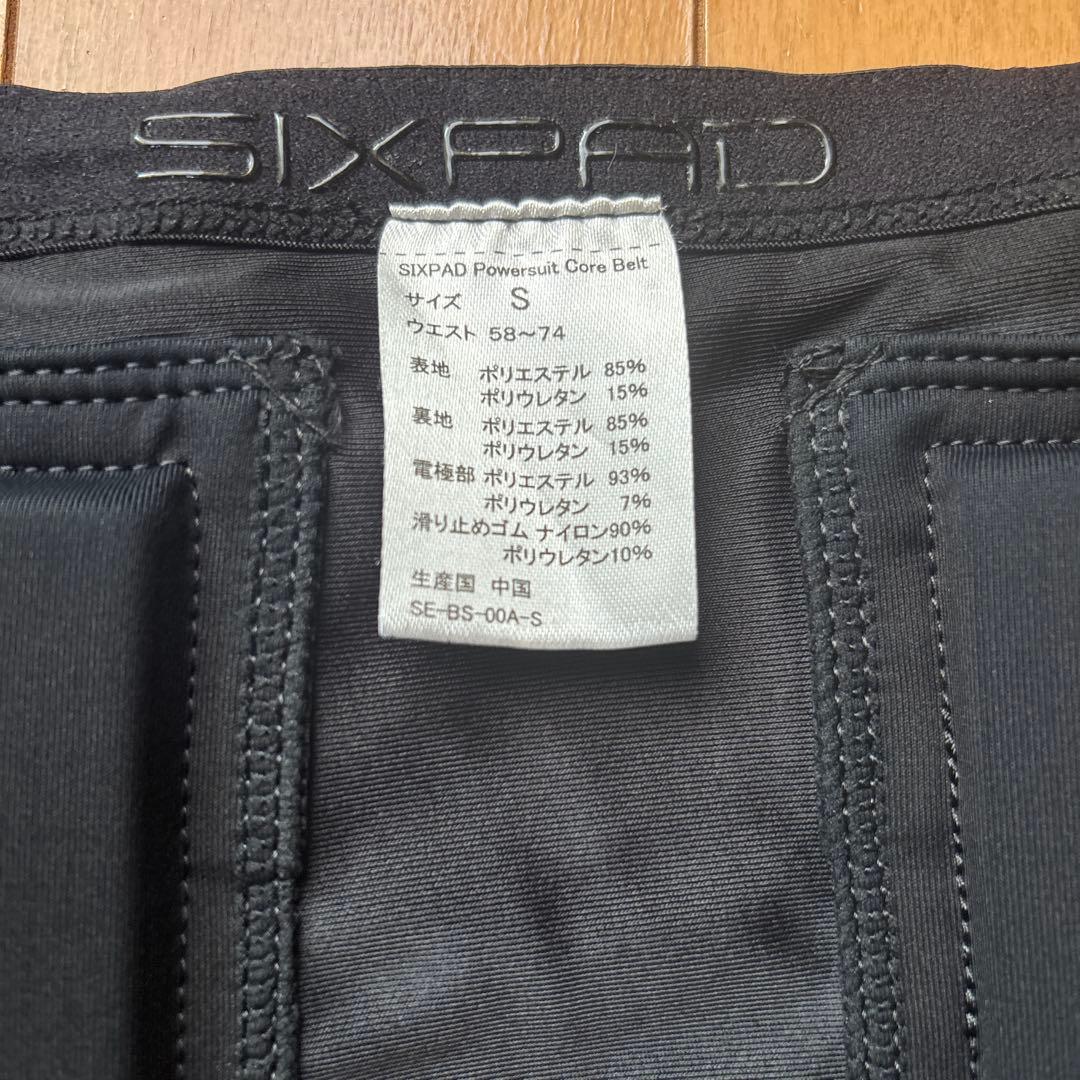 SIXPAD
SIXPAD Powersuit Core Belt
サイズ S
ウエスト 58～74
表地 ポリエステル 85%
ポリウレタン 15%
裏地 ポリエステル 85%
ポリウレタン 15%
電極部 ポリエステル 93%
ポリウレタン 7%
滑り止めゴム ナイロン90%
ポリウレタン10%
生産国 中国
SE-BS-00A-S